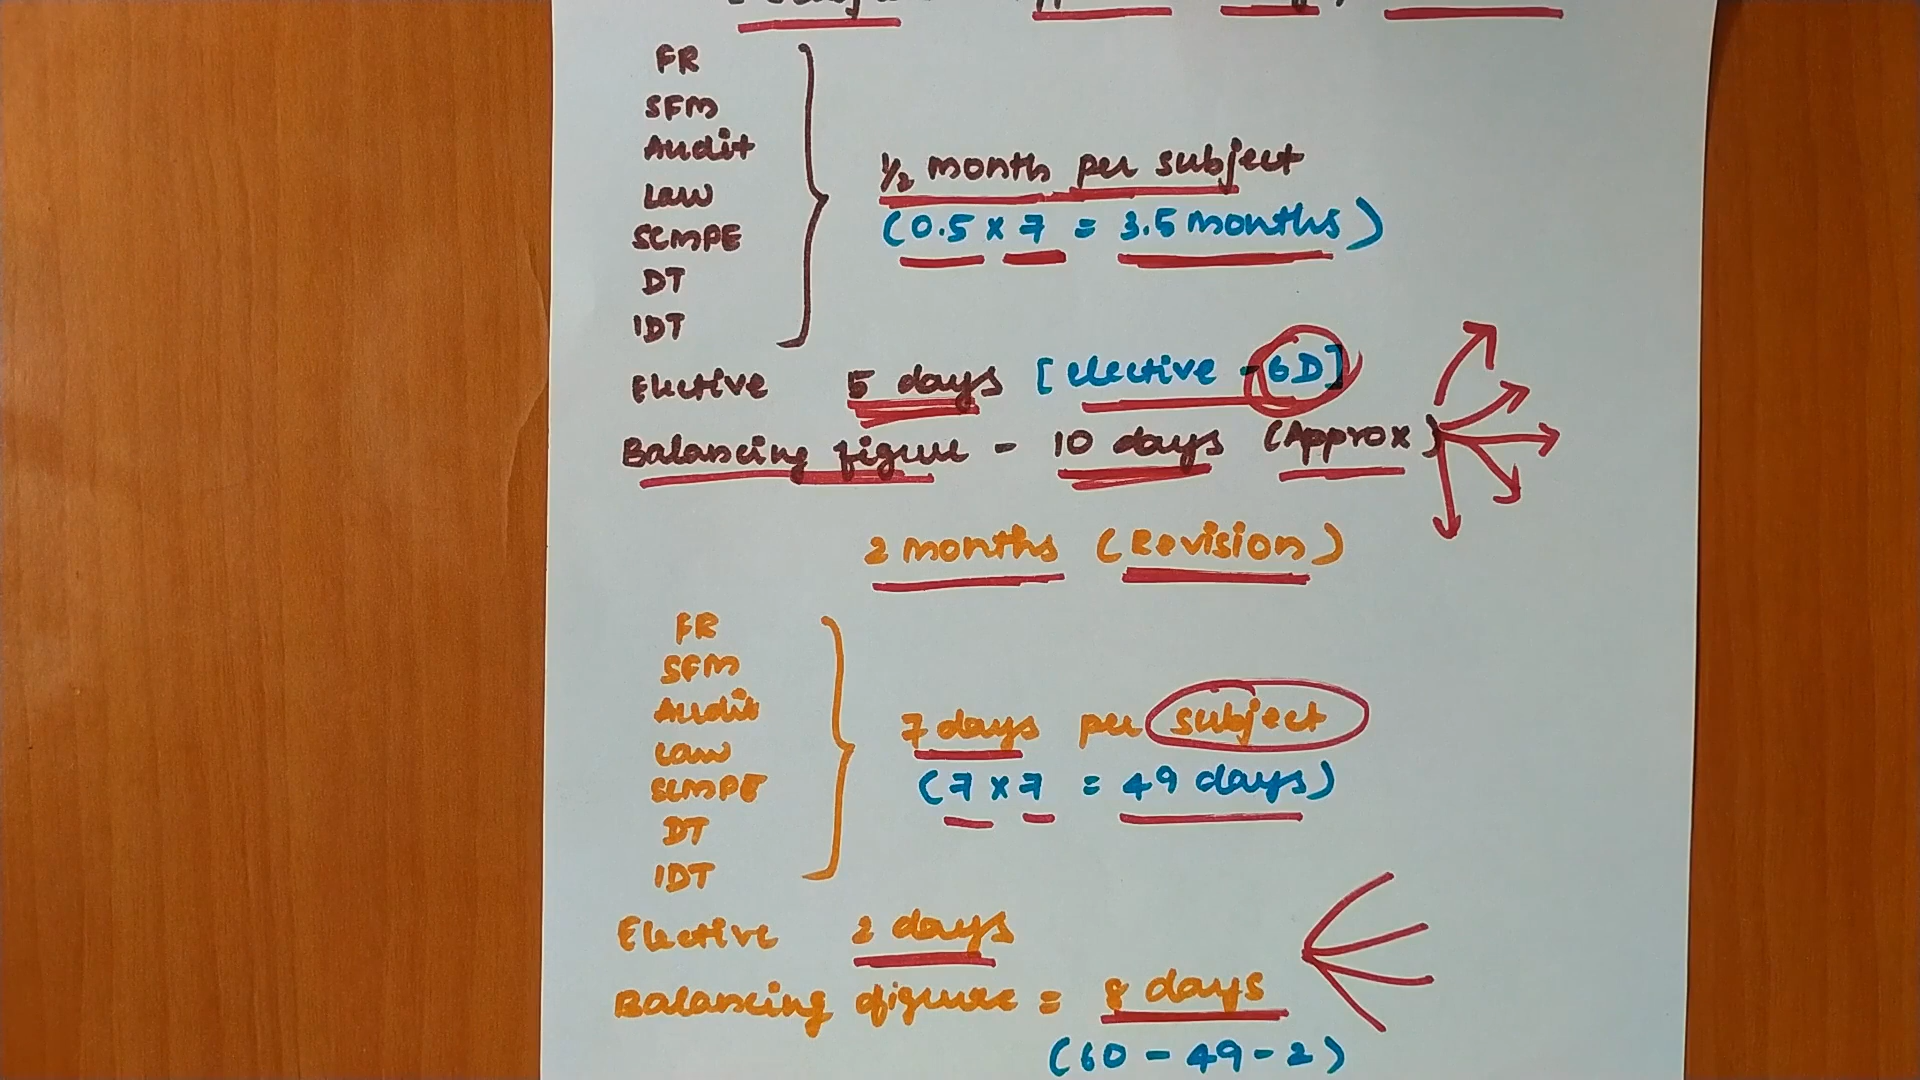 FR
SFM
Audit
Law
SCMPE
DT
IDT
1/2 month per subject
(0.5 x 7 = 3.5 months)
Elective 5 days [elective - 6D]
Balancing figure - 10 days (Approx)
2 months (Revision)
FR
SFM
Audit
Law
SCMPE
DT
IDT
7 days per subject
(7 x 7 = 49 days)
Elective 2 days
Balancing figure = 8 days
(60 - 49 - 2)